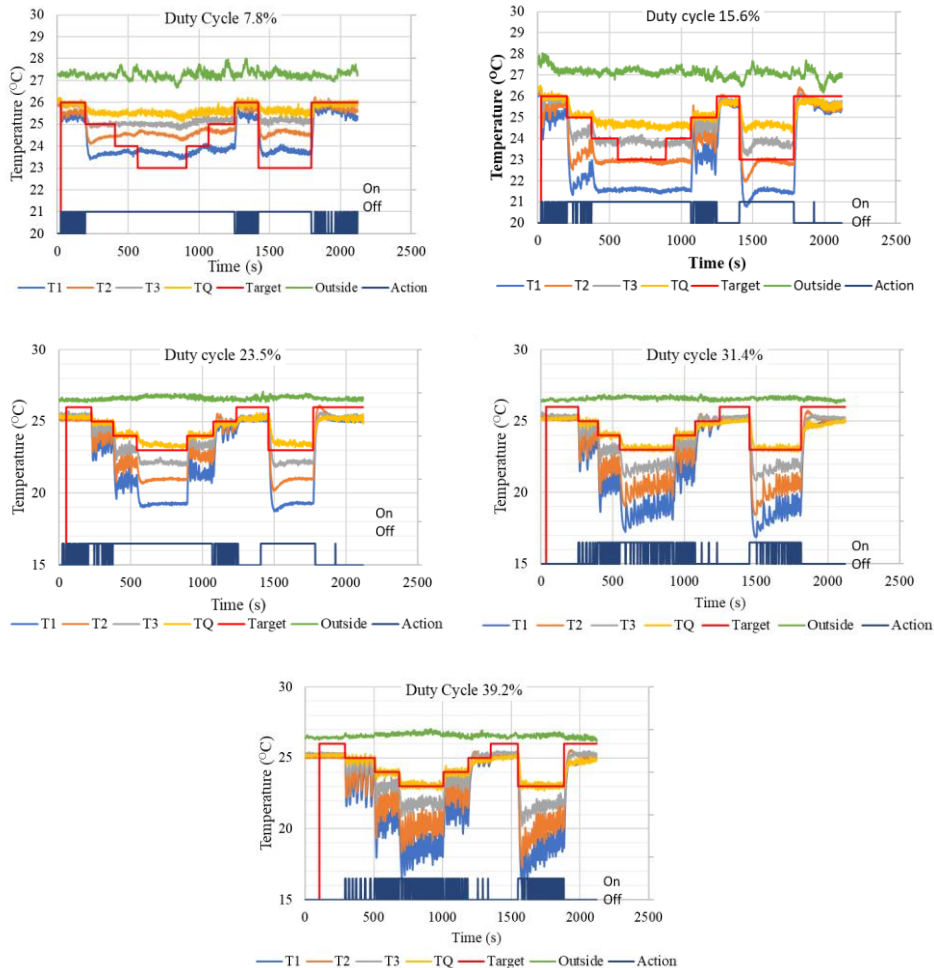 Duty Cycle 7.8%
30
29
28
27
26
25
24
23
22
21
20
Temperature (°C)
On
Off
0 500 1000 1500 2000 2500
Time (s)
T1 T2 T3 TQ Target Outside Action
Duty cycle 15.6%
30
29
28
27
26
25
24
23
22
21
20
Temperature (°C)
On
Off
0 500 1000 1500 2000 2500
Time (s)
T1 T2 T3 TQ Target Outside Action
Duty cycle 23.5%
30
25
20
15
Temperature (°C)
On
Off
0 500 1000 1500 2000 2500
Time (s)
T1 T2 T3 TQ Target Outside Action
Duty cycle 31.4%
30
25
20
15
Temperature (°C)
On
Off
0 500 1000 1500 2000 2500
Time (s)
T1 T2 T3 TQ Target Outside Action
Duty Cycle 39.2%
30
25
20
15
Temperature (°C)
On
Off
0 500 1000 1500 2000 2500
Time (s)
T1 T2 T3 TQ Target Outside Action